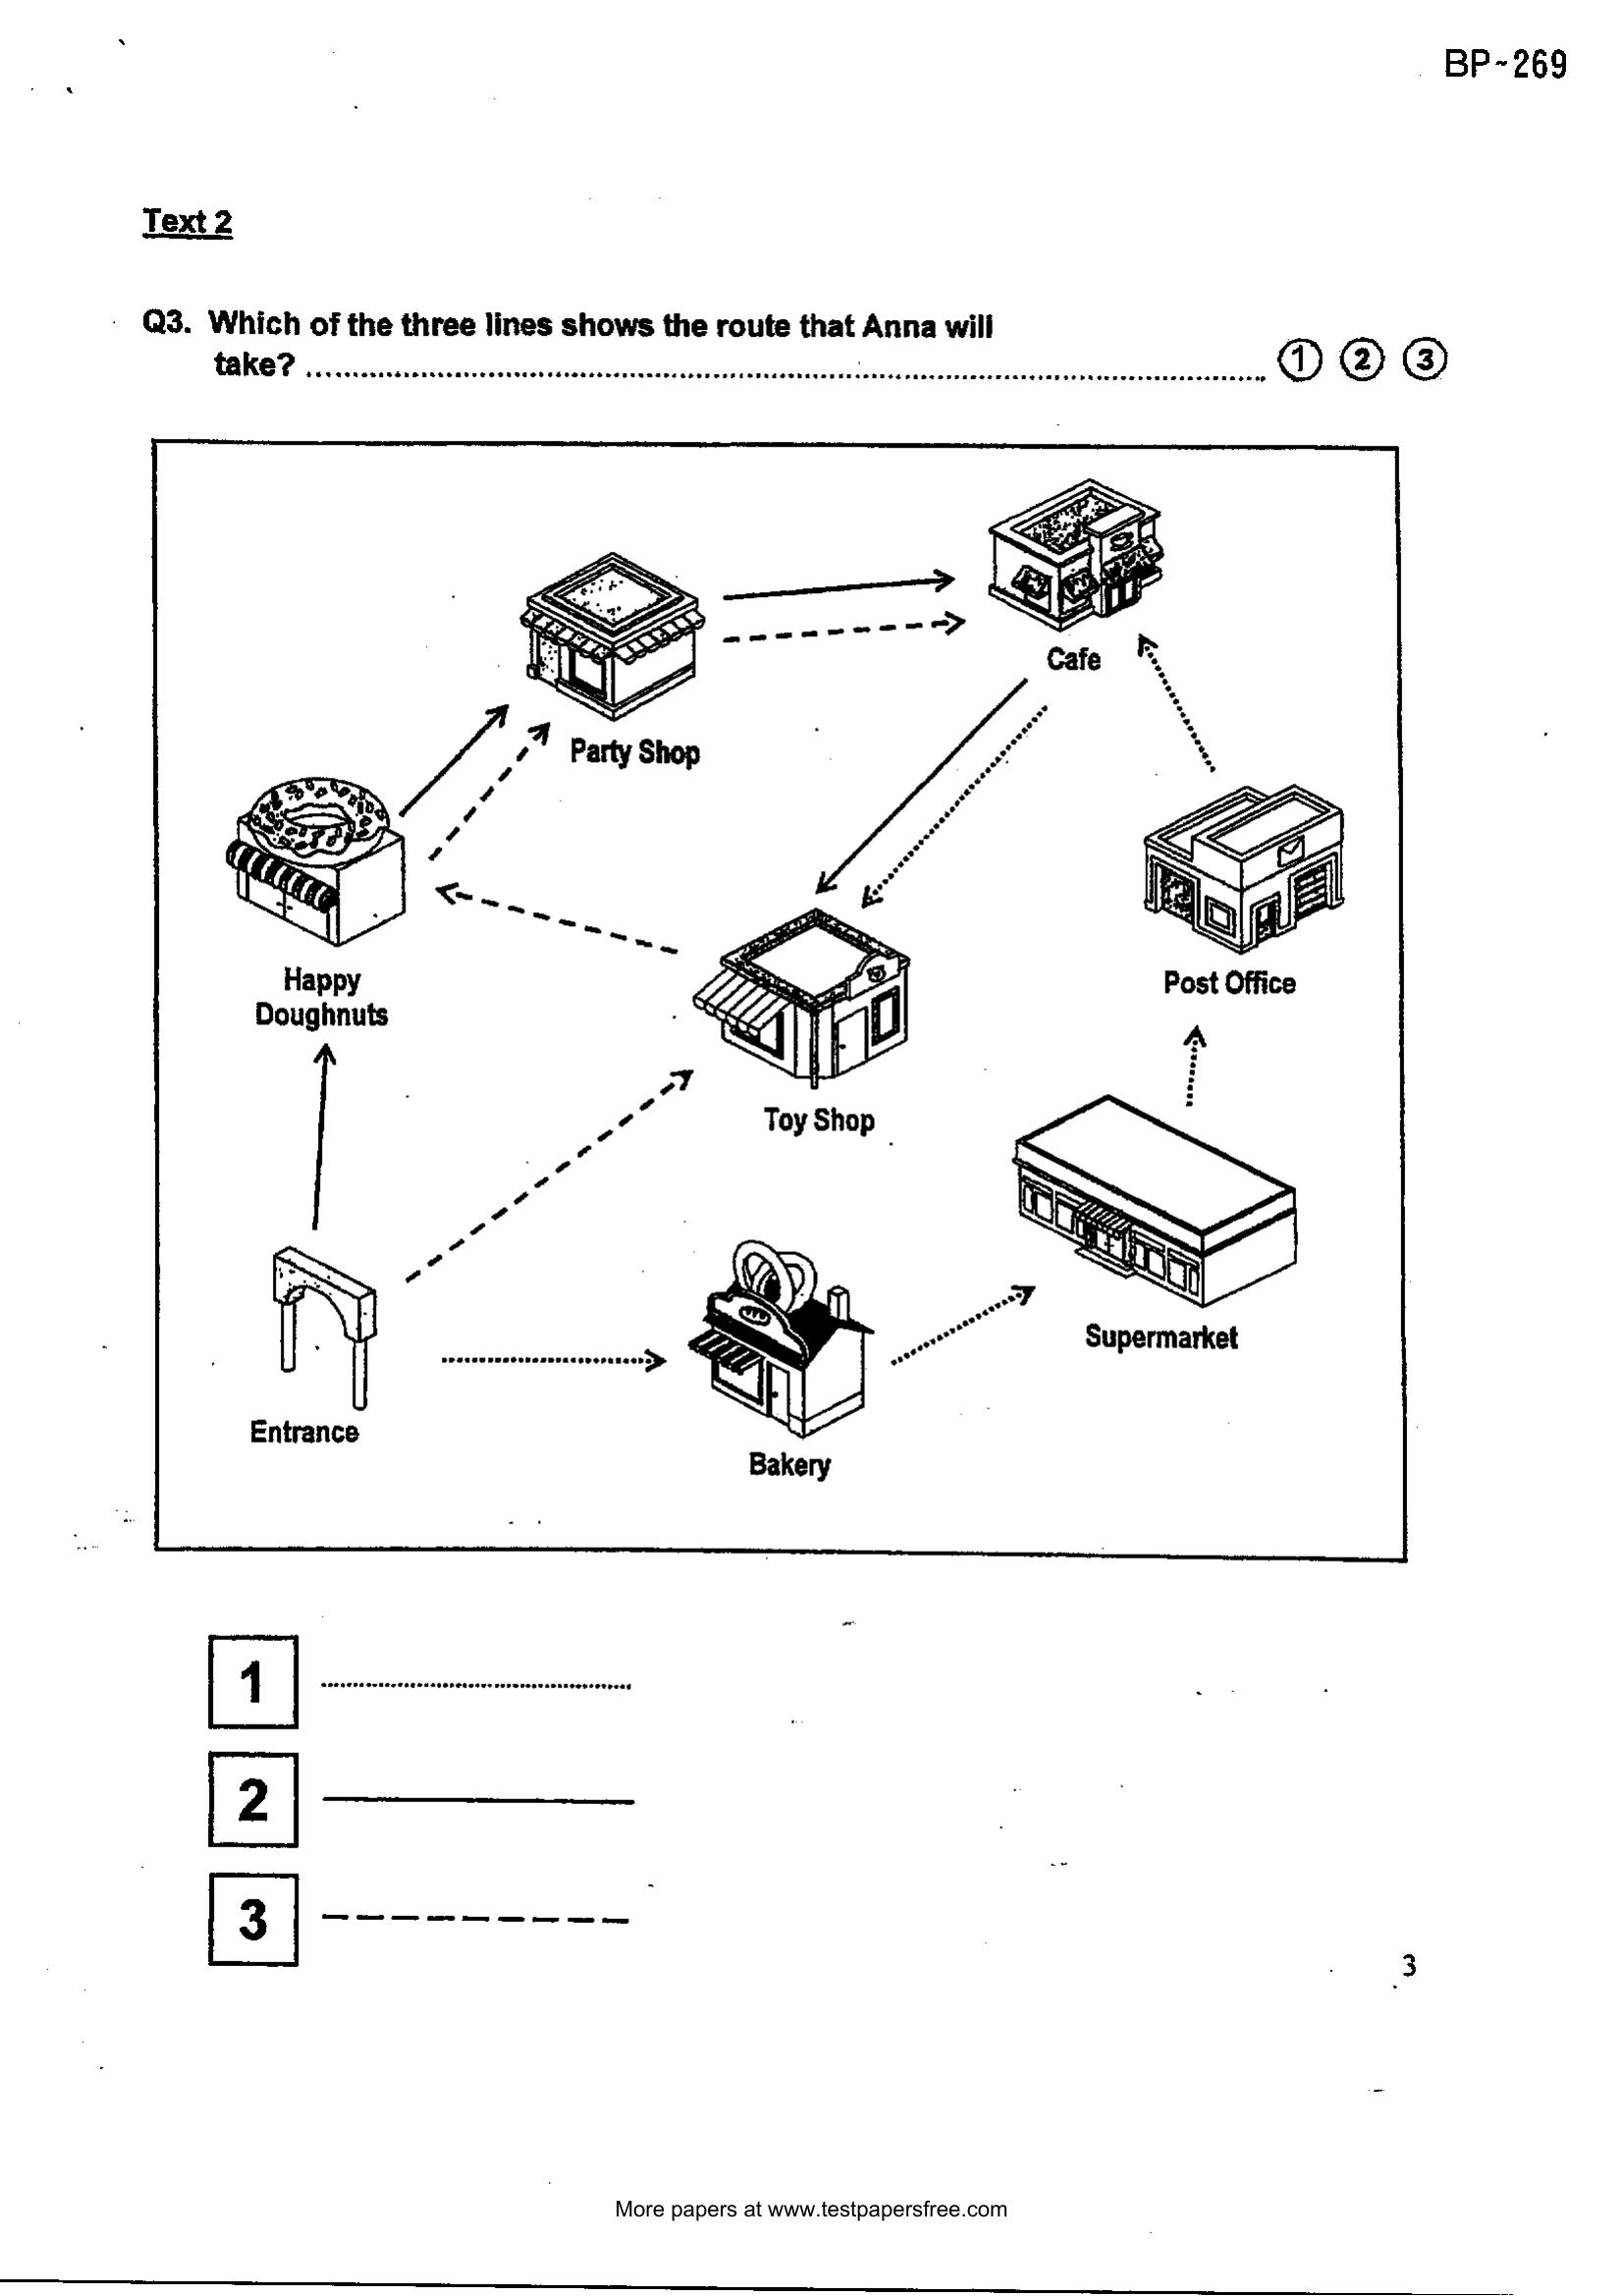 BP-269
Text 2
Q3. Which of the three lines shows the route that Anna will
take? ........................................................................ ① ② ③
Cafe
Party Shop
Happy
Doughnuts
Post Office
Toy Shop
Supermarket
Entrance
Bakery
1
2
3
3
More papers at www.testpapersfree.com